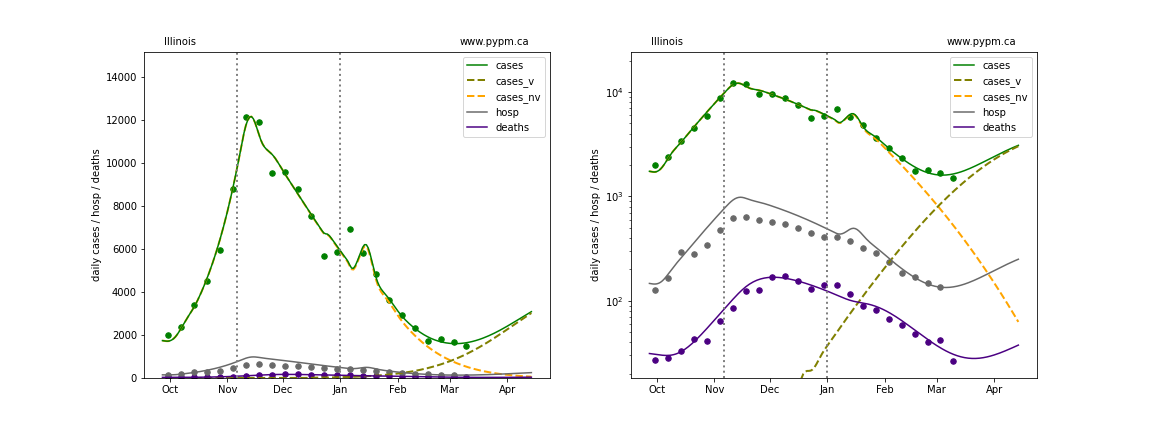 Illinois www.pypm.ca
daily cases / hosp / deaths
14000
12000
10000
8000
6000
4000
2000
0
Oct Nov Dec Jan Feb Mar Apr
cases
cases_v
cases_nv
hosp
deaths
Illinois www.pypm.ca
daily cases / hosp / deaths
10^4
10^3
10^2
Oct Nov Dec Jan Feb Mar Apr
cases
cases_v
cases_nv
hosp
deaths